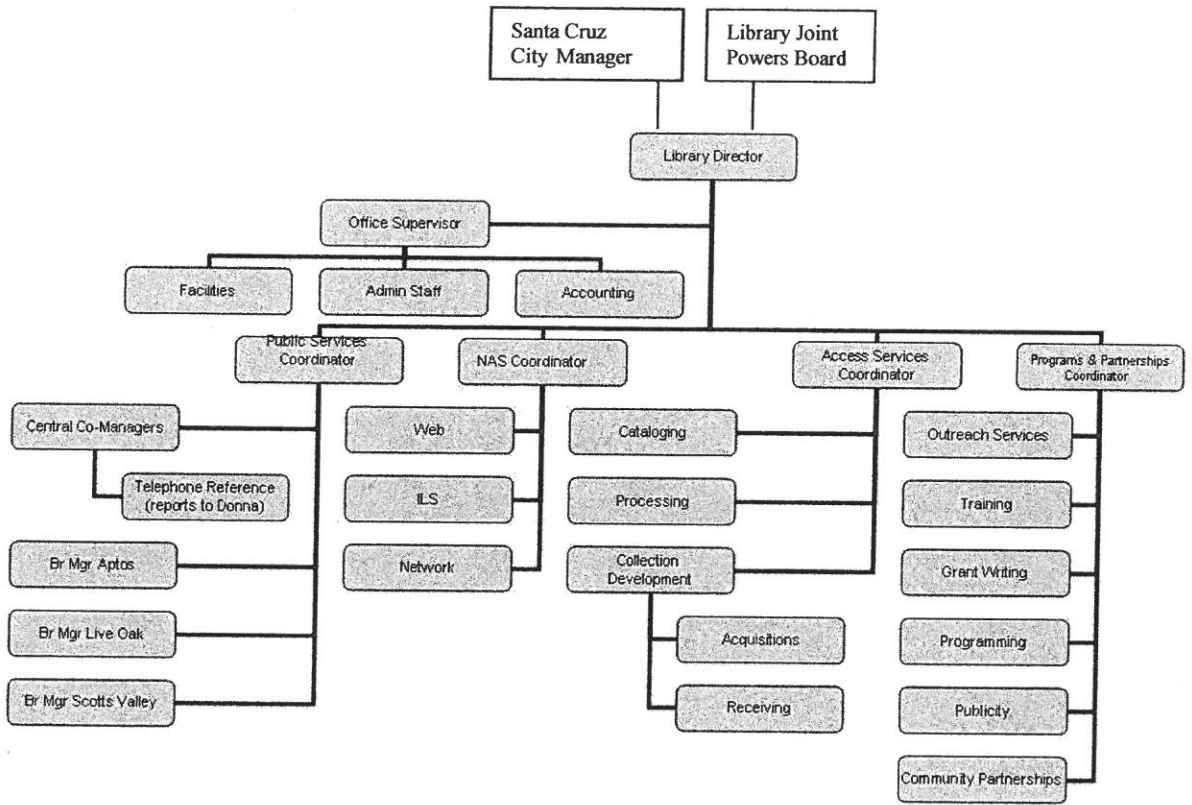 Santa Cruz
City Manager
Library Joint
Powers Board
Library Director
Office Supervisor
Facilities
Admin Staff
Accounting
Public Services
Coordinator
NAS Coordinator
Access Services
Coordinator
Programs & Partnerships
Coordinator
Central Co-Managers
Telephone Reference
(reports to Donna)
Br Mgr Aptos
Br Mgr Live Oak
Br Mgr Scotts Valley
Web
ILS
Network
Cataloging
Processing
Collection
Development
Acquisitions
Receiving
Outreach Services
Training
Grant Writing
Programming
Publicity
Community Partnerships